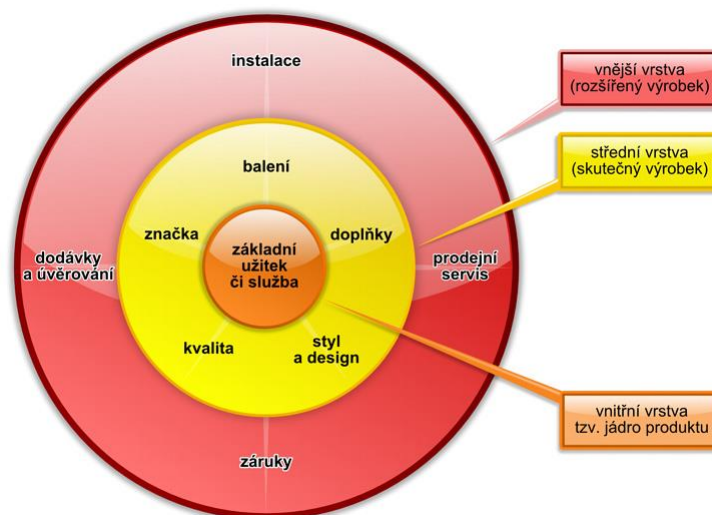 instalace
vnější vrstva
(rozšířený výrobek)
střední vrstva
(skutečný výrobek)
balení
značka
doplňky
základní
užitek
či služba
dodávky
a úvěrování
prodejní
servis
kvalita
styl
a design
vnitřní vrstva
tzv. jádro produktu
záruky